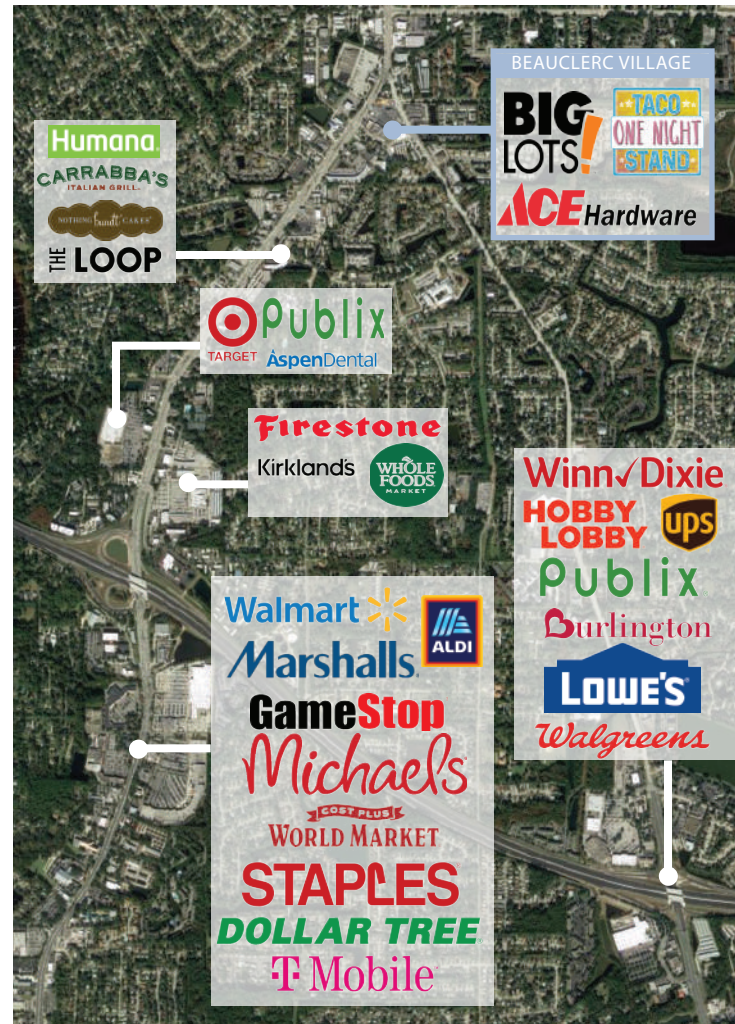 BEAUCLERC VILLAGE
BIG
LOTS!
TACO
ONE NIGHT
STAND
ACE Hardware
Humana.
CARRABBA'S
ITALIAN GRILL
NOTHING bundt CAKES
THE LOOP
TARGET
Publix
AspenDental
Firestone
Kirkland's
WHOLE
FOODS
MARKET
Winn Dixie
HOBBY
LOBBY
ups
Publix
Burlington
LOWE'S
Walgreens
Walmart
ALDI
Marshalls.
GameStop
Michaels
COST PLUS
WORLD MARKET
STAPLES
DOLLAR TREE
T Mobile